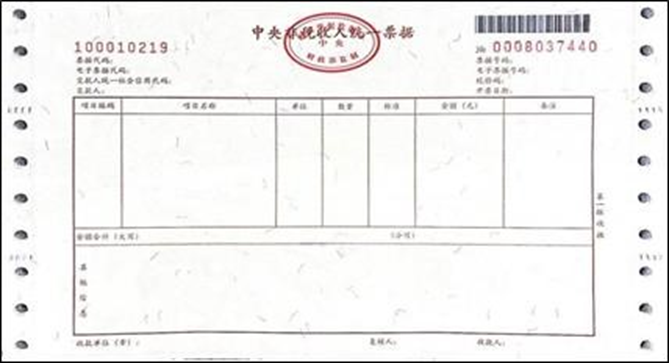 中央非税收入统一票据
中央
财政部监制
100010219
№ 0008037440
票据代码：
票据号码：
电子票据代码：
电子票据号码：
交款人统一社会信用代码：
校验码：
交款人：
开票日期：
项目编码 项目名称 单位 数量 标准 金额（元） 备注
金额合计（大写） （小写）
其他信息
第一联
收款单位（章）： 复核人： 收款人：